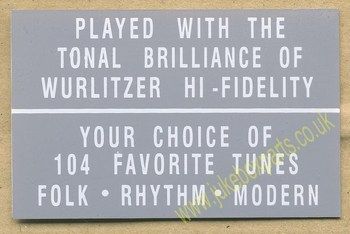 PLAYED WITH THE
TONAL BRILLIANCE OF
WURLITZER HI-FIDELITY
YOUR CHOICE OF
104 FAVORITE TUNES
FOLK • RHYTHM • MODERN
www.jukeboxparts.co.uk